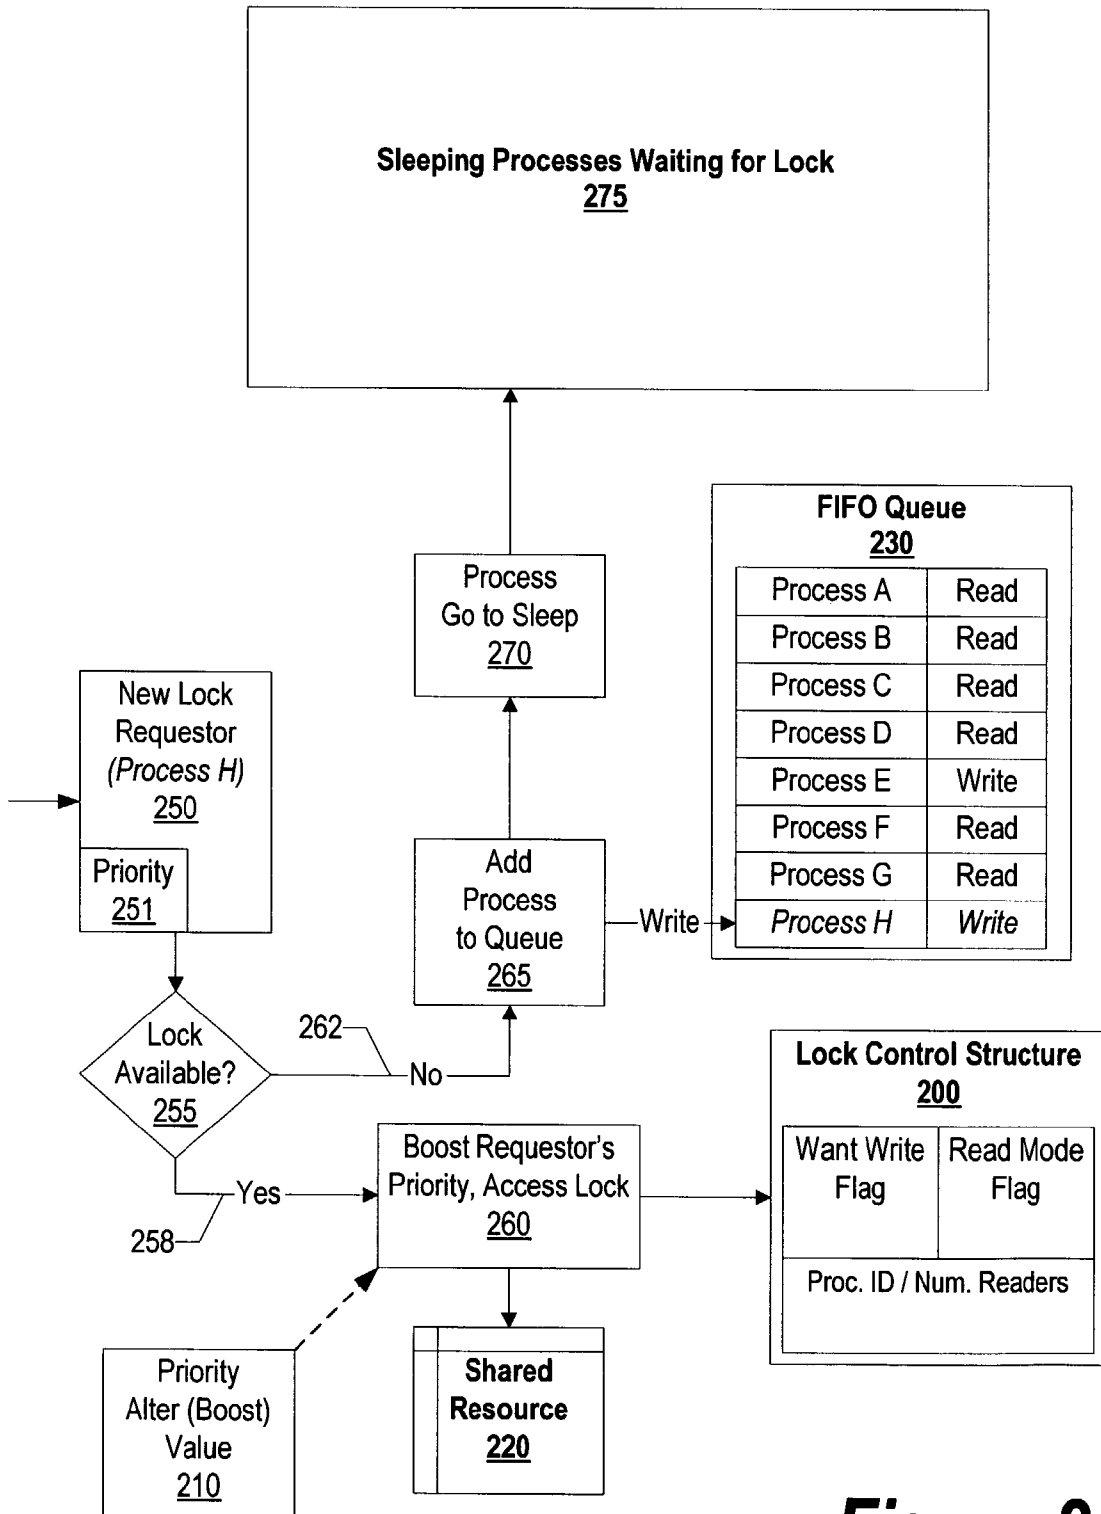 Sleeping Processes Waiting for Lock
275
FIFO Queue
230
Process A Read
Process B Read
Process C Read
Process D Read
Process E Write
Process F Read
Process G Read
Process H Write
Process
Go to Sleep
270
New Lock
Requestor
(Process H)
250
Priority
251
Add
Process
to Queue
265
Write
Lock
Available?
255
262
No
Yes
258
Boost Requestor's
Priority, Access Lock
260
Lock Control Structure
200
Want Write
Flag
Read Mode
Flag
Proc. ID / Num. Readers
Priority
Alter (Boost)
Value
210
Shared
Resource
220